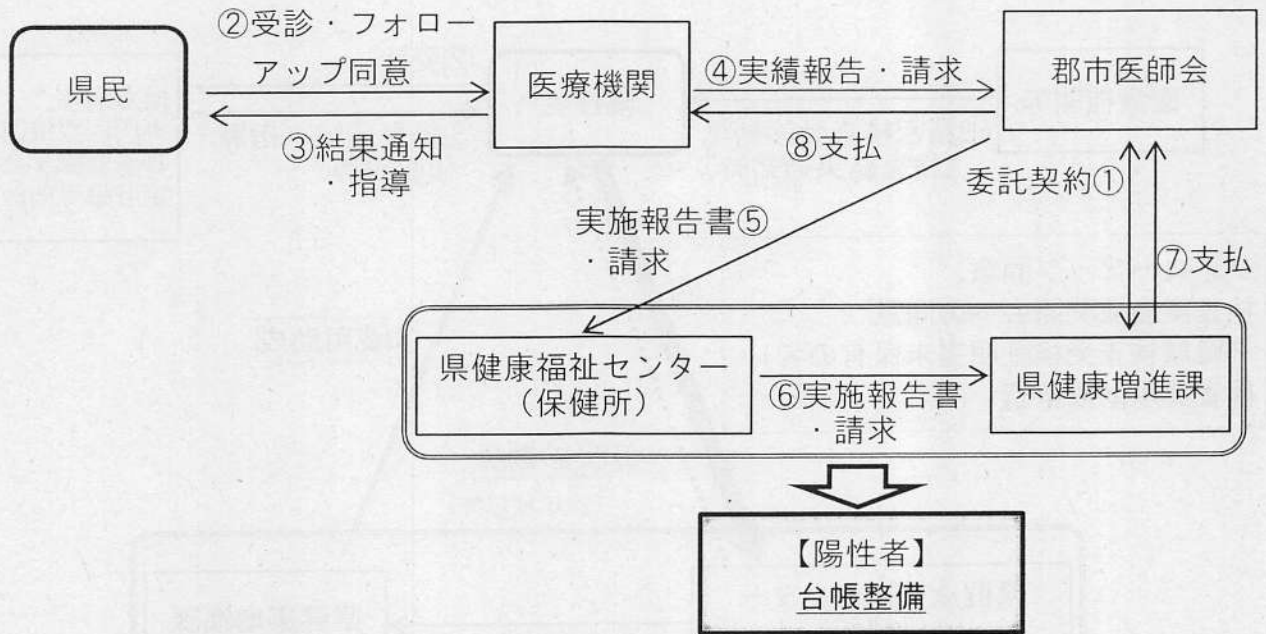 ②受診・フォロー
アップ同意
県民
医療機関
④実績報告・請求
郡市医師会
③結果通知
・指導
⑧支払
委託契約①
実施報告書⑤
・請求
⑦支払
県健康福祉センター
(保健所)
⑥実施報告書
・請求
県健康増進課
【陽性者】
台帳整備